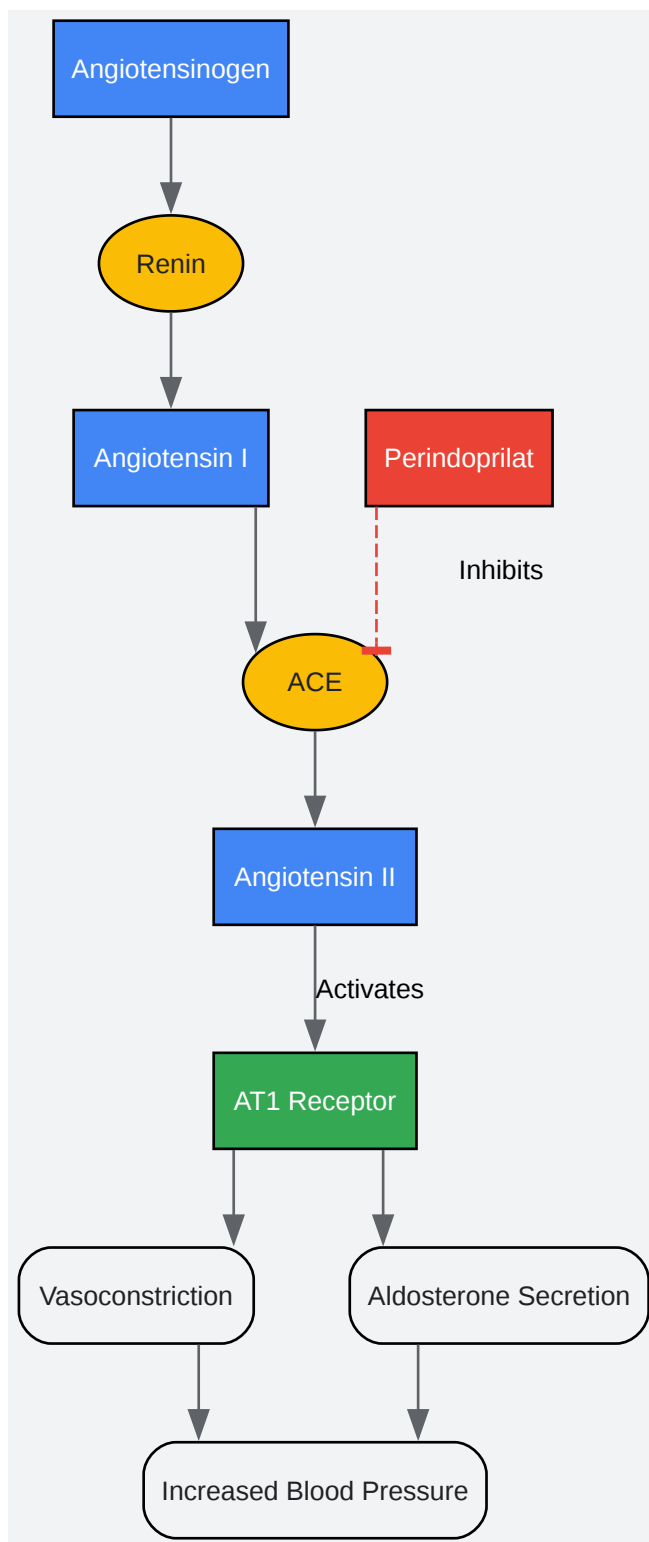 Angiotensinogen
Renin
Angiotensin I
Perindoprilat
Inhibits
ACE
Angiotensin II
Activates
AT1 Receptor
Vasoconstriction
Aldosterone Secretion
Increased Blood Pressure